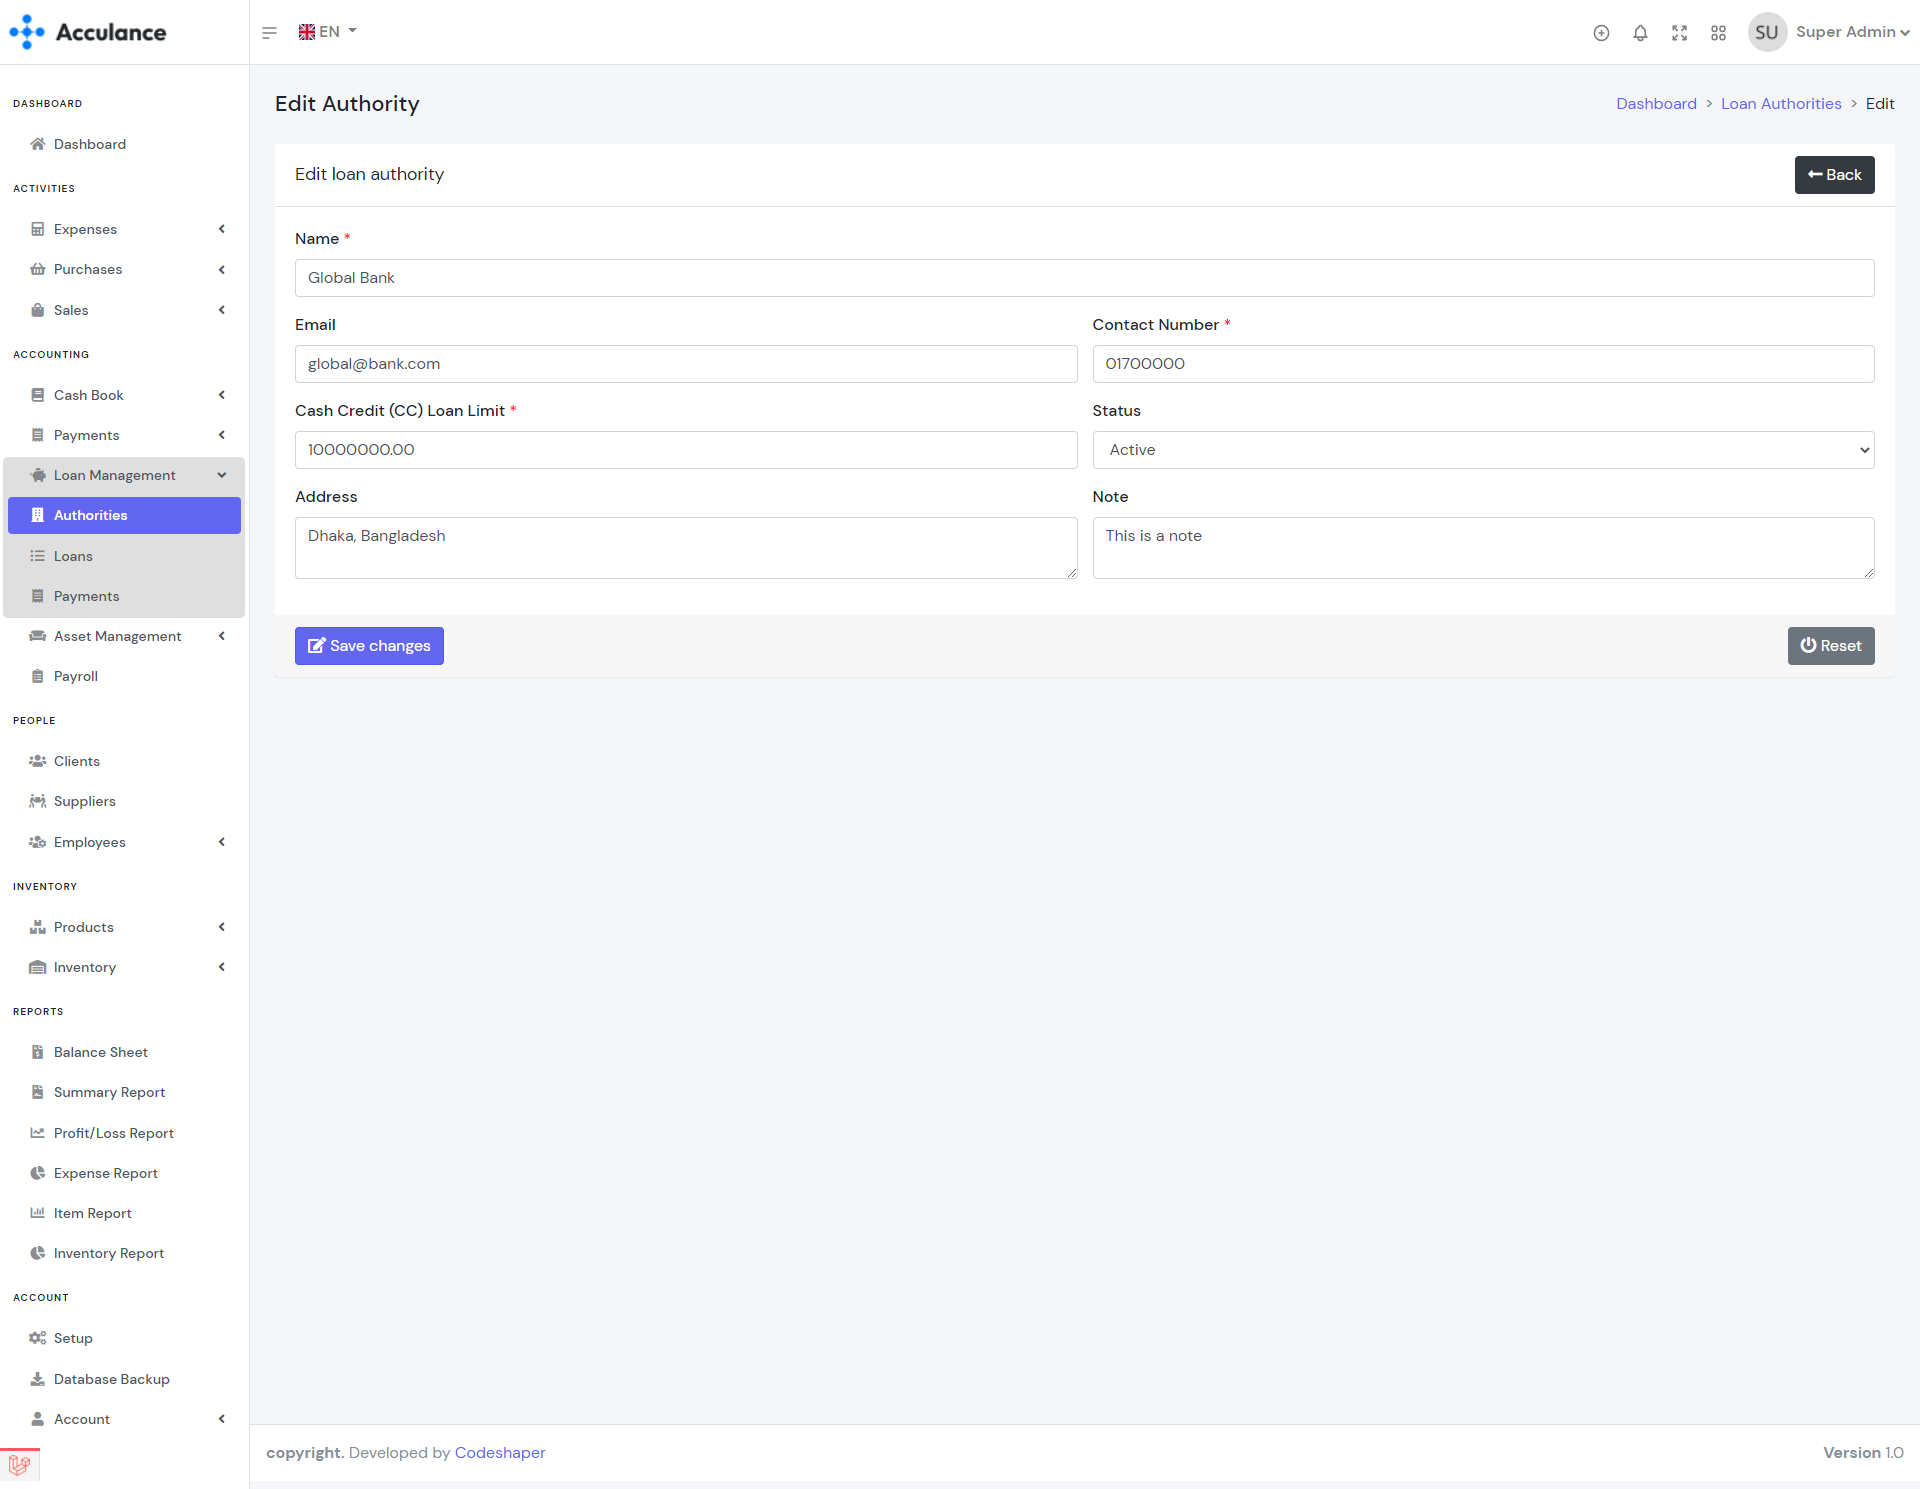 Acculance
EN
SU
Super Admin
DASHBOARD
Dashboard
ACTIVITIES
Expenses
Purchases
Sales
ACCOUNTING
Cash Book
Payments
Loan Management
Authorities
Loans
Payments
Asset Management
Payroll
PEOPLE
Clients
Suppliers
Employees
INVENTORY
Products
Inventory
REPORTS
Balance Sheet
Summary Report
Profit/Loss Report
Expense Report
Item Report
Inventory Report
ACCOUNT
Setup
Database Backup
Account
Edit Authority
Dashboard > Loan Authorities > Edit
Edit loan authority
Back
Name *
Global Bank
Email
global@bank.com
Contact Number *
01700000
Cash Credit (CC) Loan Limit *
10000000.00
Status
Active
Address
Dhaka, Bangladesh
Note
This is a note
Save changes
Reset
copyright. Developed by Codeshaper
Version 1.0